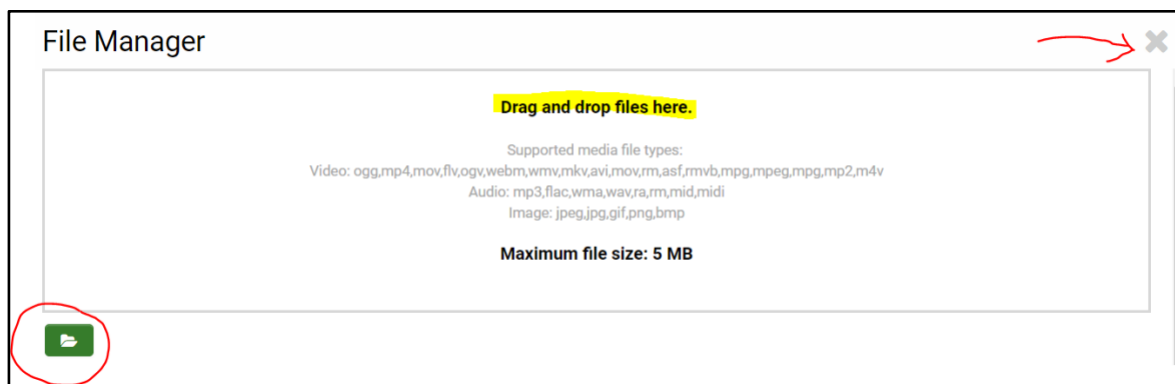 File Manager
Drag and drop files here.
Supported media file types:
Video: ogg,mp4,mov,flv,ogv,webm,wmv,mkv,avi,mov,rm,asf,rmvb,mpg,mpeg,mpg,mp2,m4v
Audio: mp3,flac,wma,wav,ra,rm,mid,midi
Image: jpeg,jpg,gif,png,bmp
Maximum file size: 5 MB